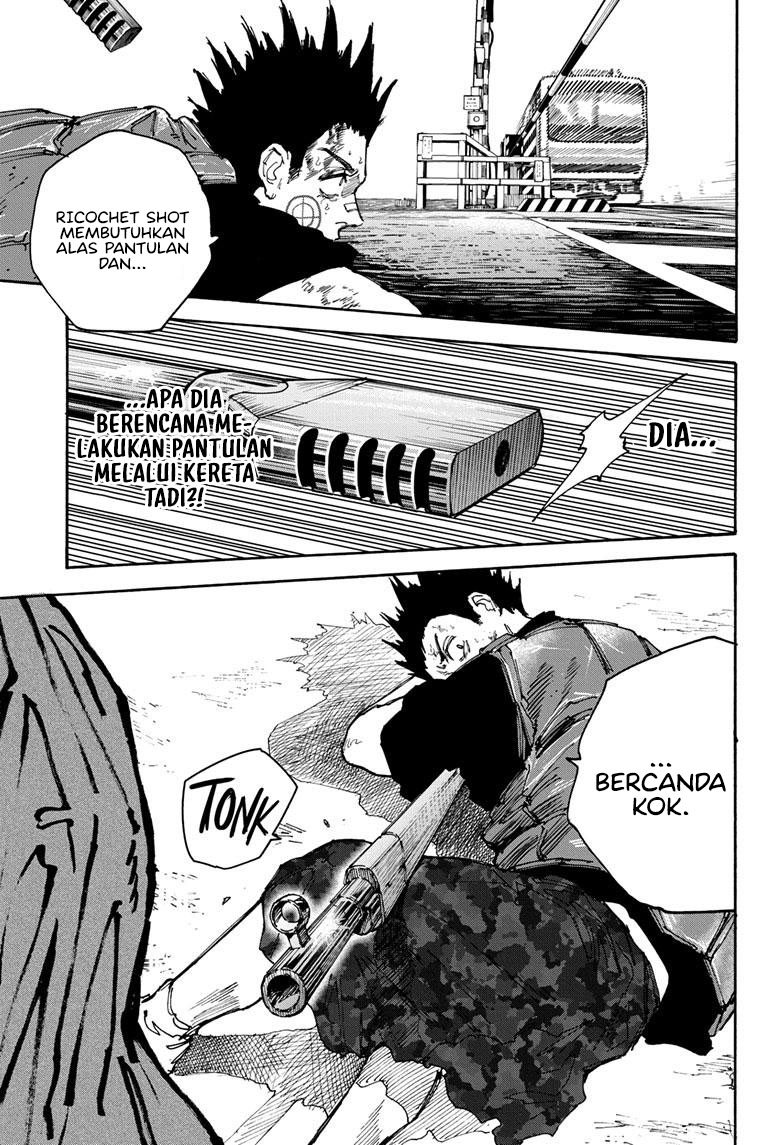 RICOCHET SHOT
MEMBUTUHKAN
ALAS PANTULAN
DAN...
DIA...
...APA DIA
BERENCANA ME-
LAKUKAN PANTULAN
MELALUI KERETA
TADI?!
...
BERCANDA
KOK.
TONK